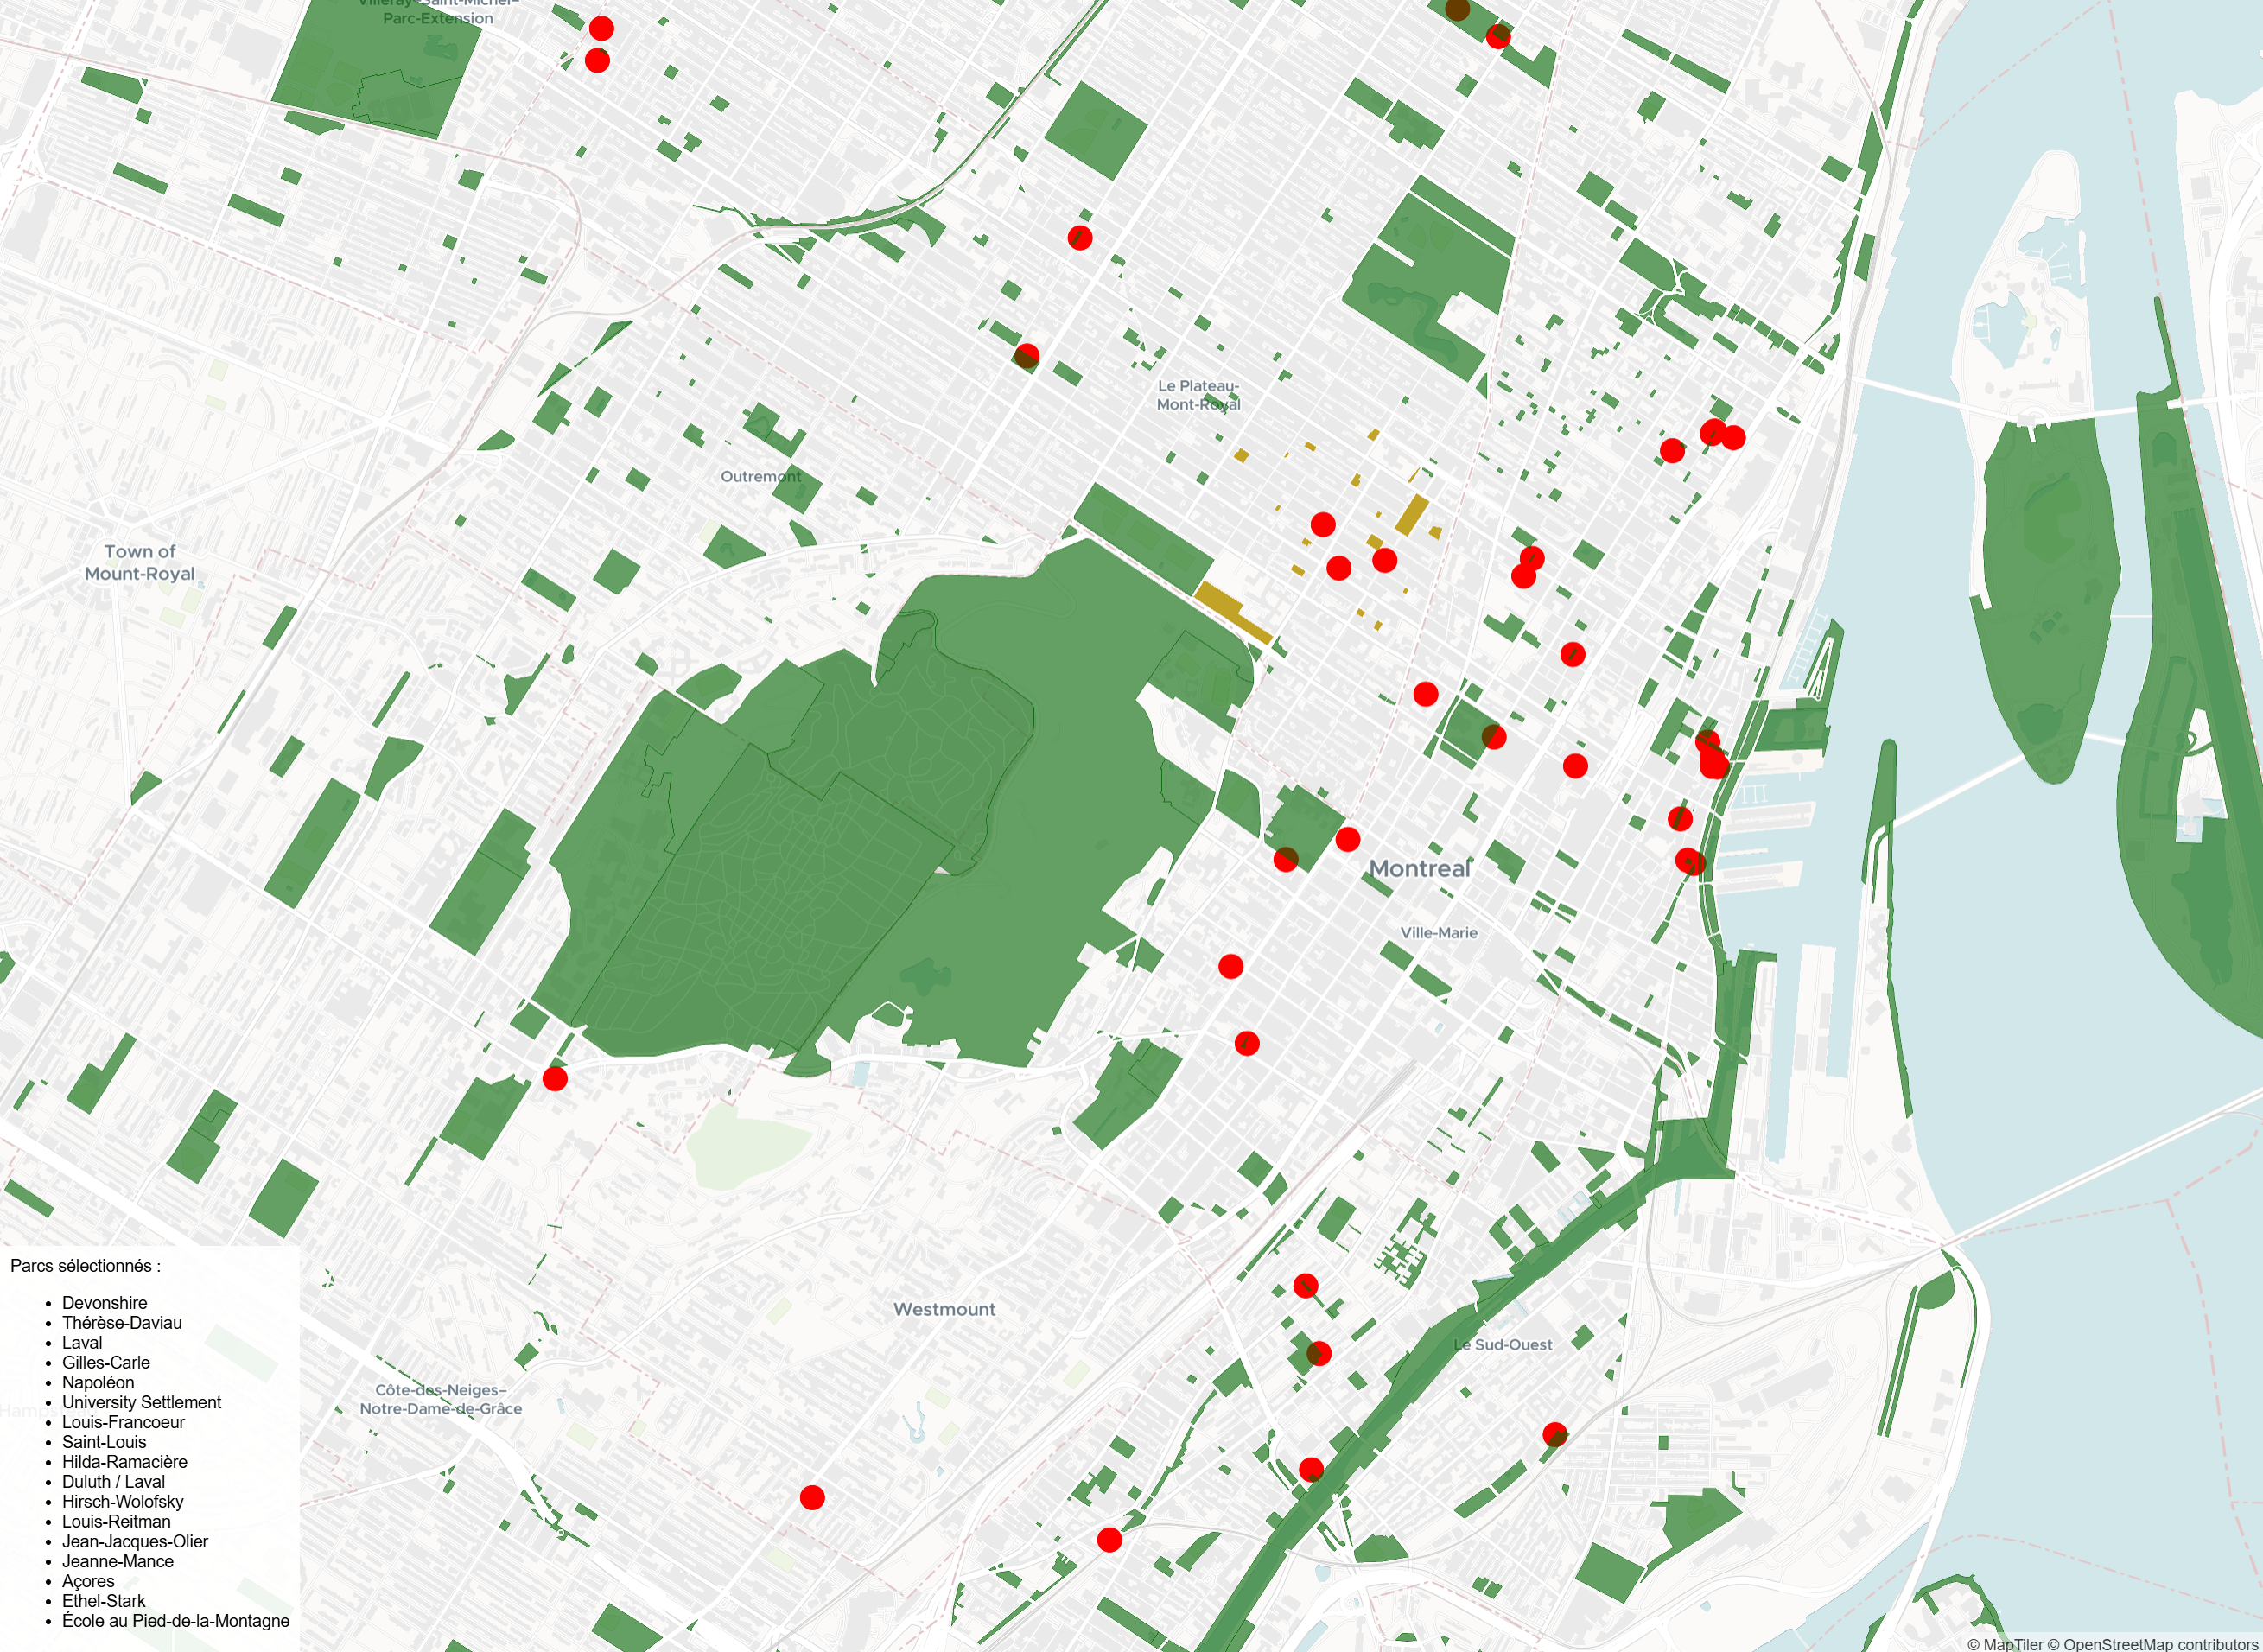 Villeray–Saint-Michel–
Parc-Extension
Le Plateau-
Mont-Royal
Outremont
Town of
Mount-Royal
Montreal
Ville-Marie
Westmount
Le Sud-Ouest
Côte-des-Neiges–
Notre-Dame-de-Grâce
Parcs sélectionnés :
• Devonshire
• Thérèse-Daviau
• Laval
• Gilles-Carle
• Napoléon
• University Settlement
• Louis-Francoeur
• Saint-Louis
• Hilda-Ramacière
• Duluth / Laval
• Hirsch-Wolofsky
• Louis-Reitman
• Jean-Jacques-Olier
• Jeanne-Mance
• Açores
• Ethel-Stark
• École au Pied-de-la-Montagne
© MapTiler © OpenStreetMap contributors